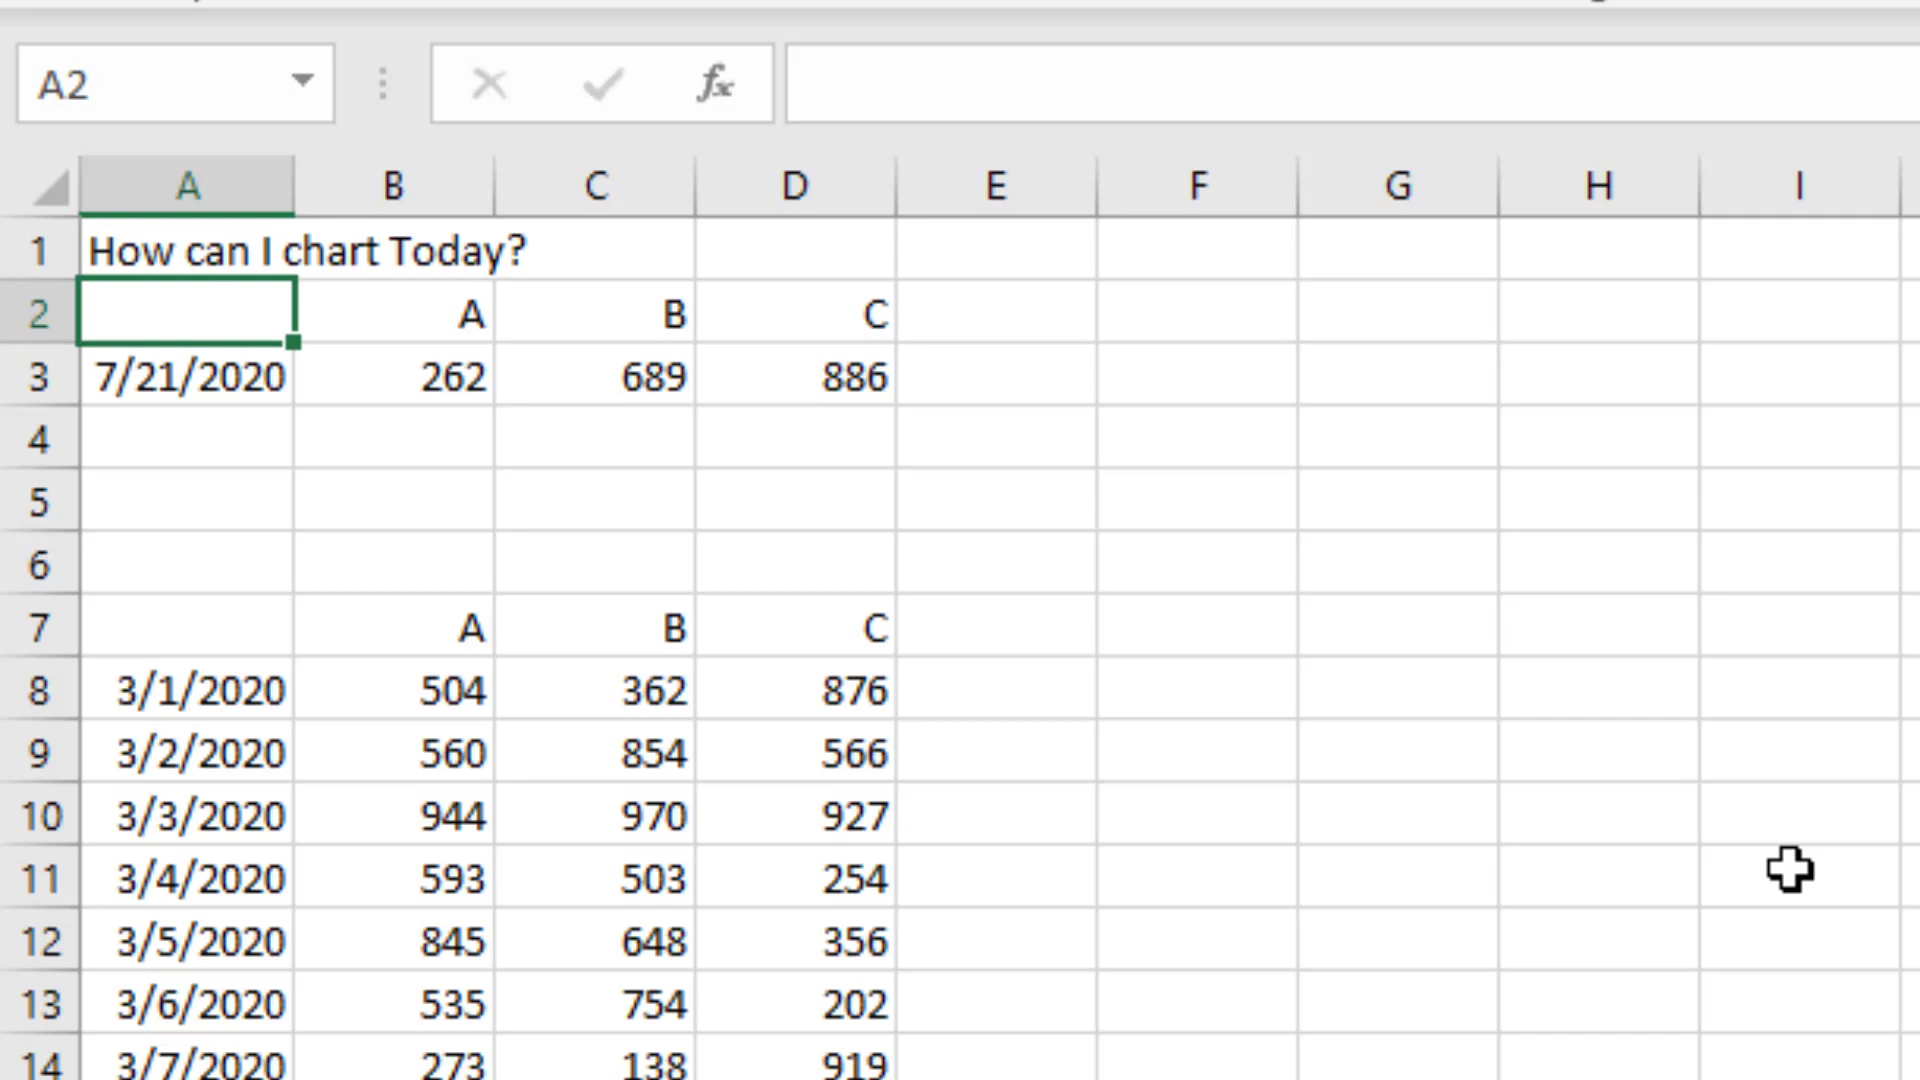 A2 fx
A B C D E F G H I
1 How can I chart Today?
2 A B C
3 7/21/2020 262 689 886
4
5
6
7 A B C
8 3/1/2020 504 362 876
9 3/2/2020 560 854 566
10 3/3/2020 944 970 927
11 3/4/2020 593 503 254
12 3/5/2020 845 648 356
13 3/6/2020 535 754 202
14 3/7/2020 273 138 919